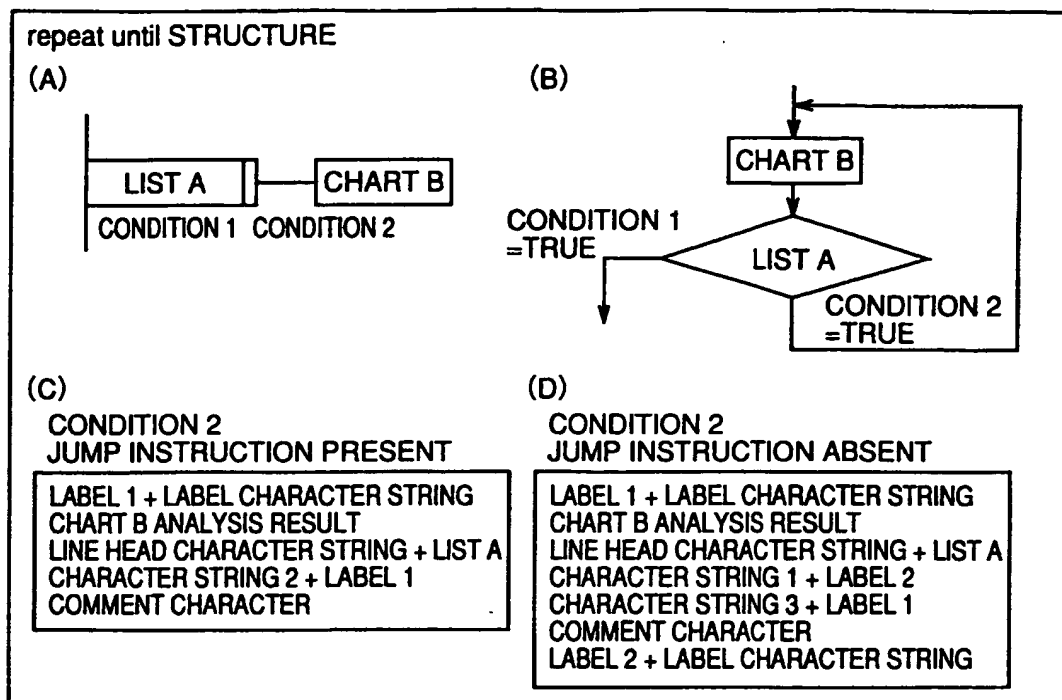 repeat until STRUCTURE
(A)
LIST A
CHART B
CONDITION 1 CONDITION 2
(B)
CHART B
CONDITION 1
=TRUE
LIST A
CONDITION 2
=TRUE
(C)
CONDITION 2
JUMP INSTRUCTION PRESENT
LABEL 1 + LABEL CHARACTER STRING
CHART B ANALYSIS RESULT
LINE HEAD CHARACTER STRING + LIST A
CHARACTER STRING 2 + LABEL 1
COMMENT CHARACTER
(D)
CONDITION 2
JUMP INSTRUCTION ABSENT
LABEL 1 + LABEL CHARACTER STRING
CHART B ANALYSIS RESULT
LINE HEAD CHARACTER STRING + LIST A
CHARACTER STRING 1 + LABEL 2
CHARACTER STRING 3 + LABEL 1
COMMENT CHARACTER
LABEL 2 + LABEL CHARACTER STRING